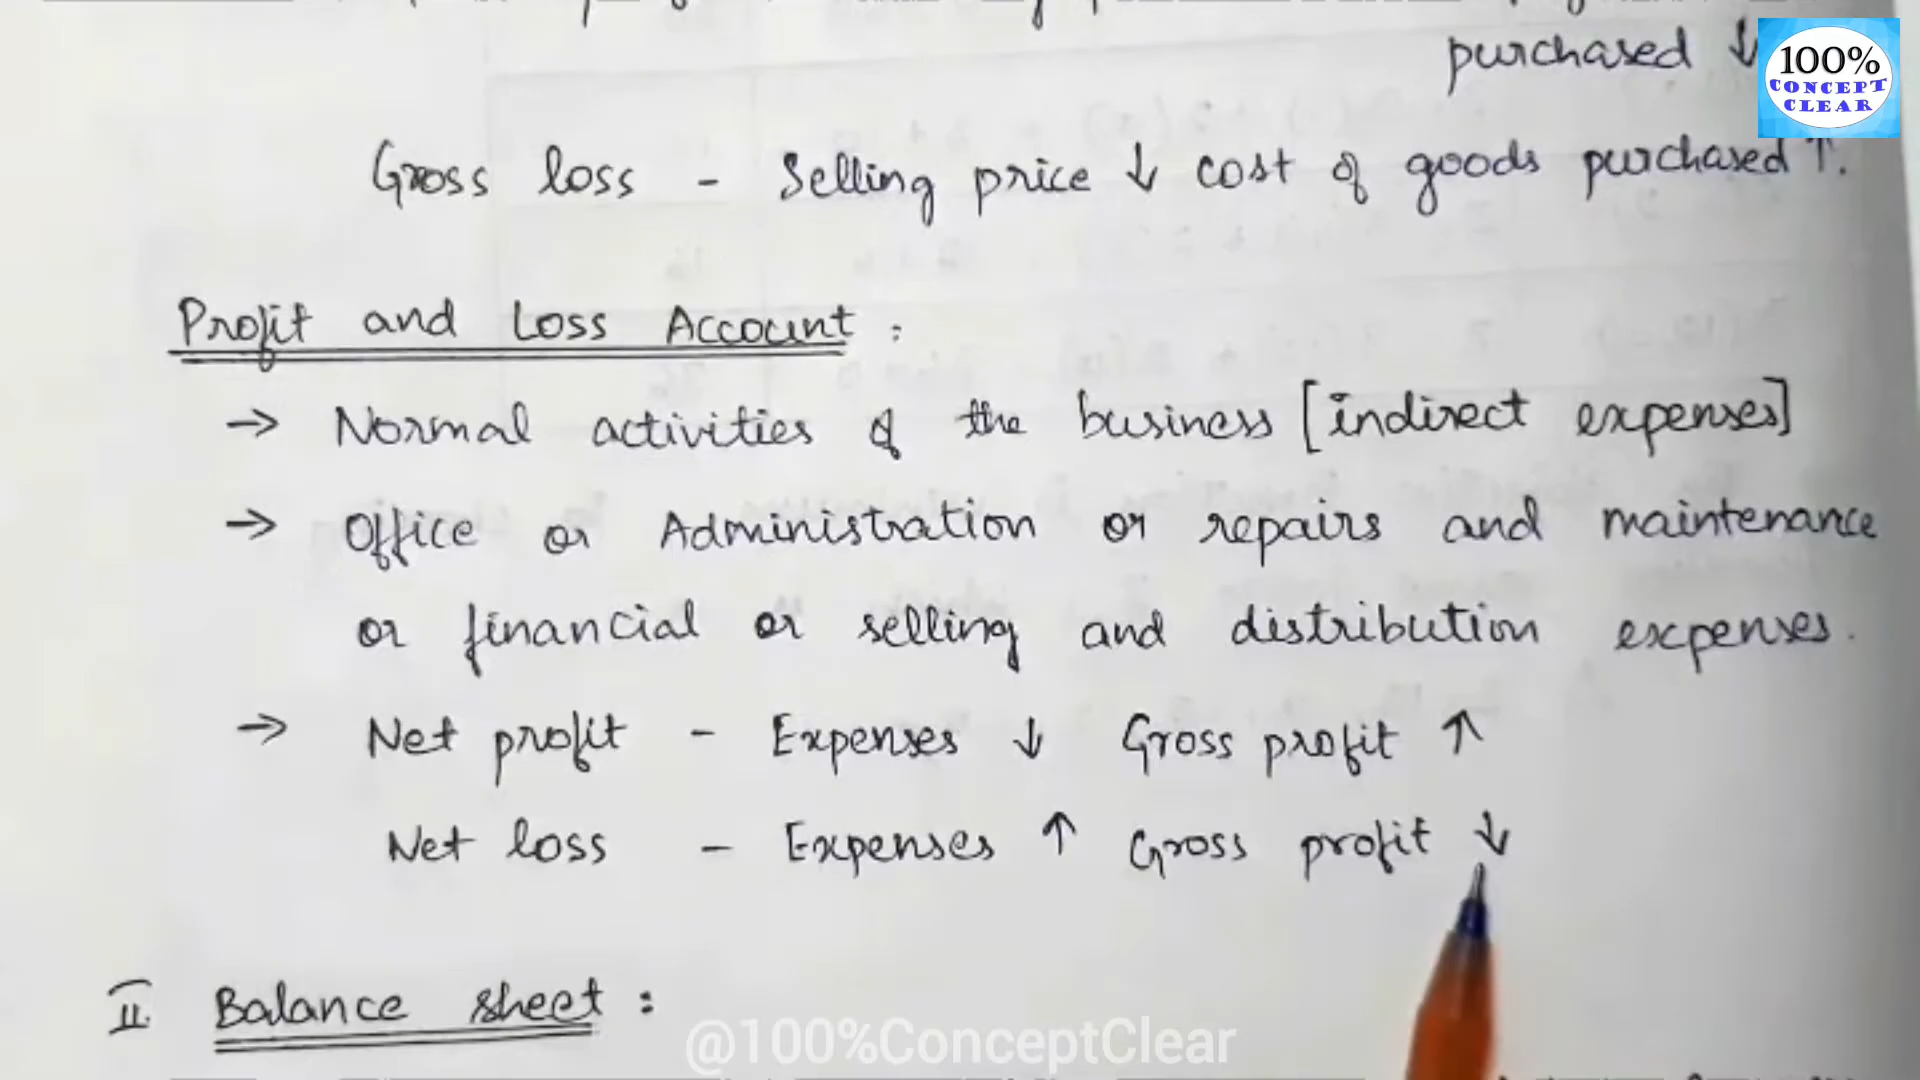 purchased ↓
100%
CONCEPT
CLEAR
Gross loss - Selling price ↓ cost of goods purchased ↑.
Profit and Loss Account :
→ Normal activities of the business [indirect expenses]
→ Office or Administration or repairs and maintenance
or financial or selling and distribution expenses.
→ Net profit - Expenses ↓ Gross profit ↑
Net loss - Expenses ↑ Gross profit ↓
II. Balance sheet :
@100%ConceptClear